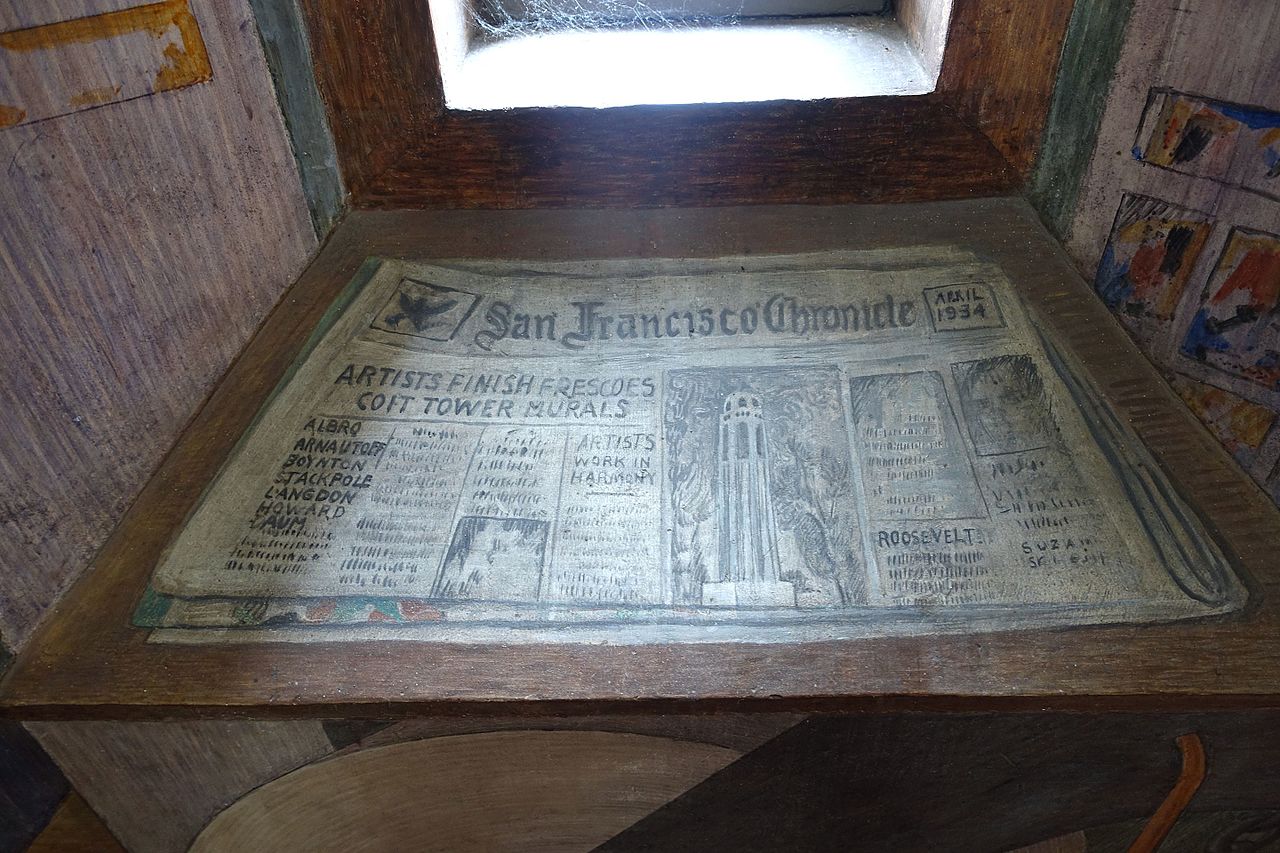 San Francisco Chronicle
APRIL
1934
ARTISTS FINISH FRESCOES
COIT TOWER MURALS
ALBRO
ARNAUTOFF
BOYNTON
STACKPOLE
LANGDON
HOWARD
DAUM
ARTISTS
WORK IN
HARMONY
ROOSEVELT